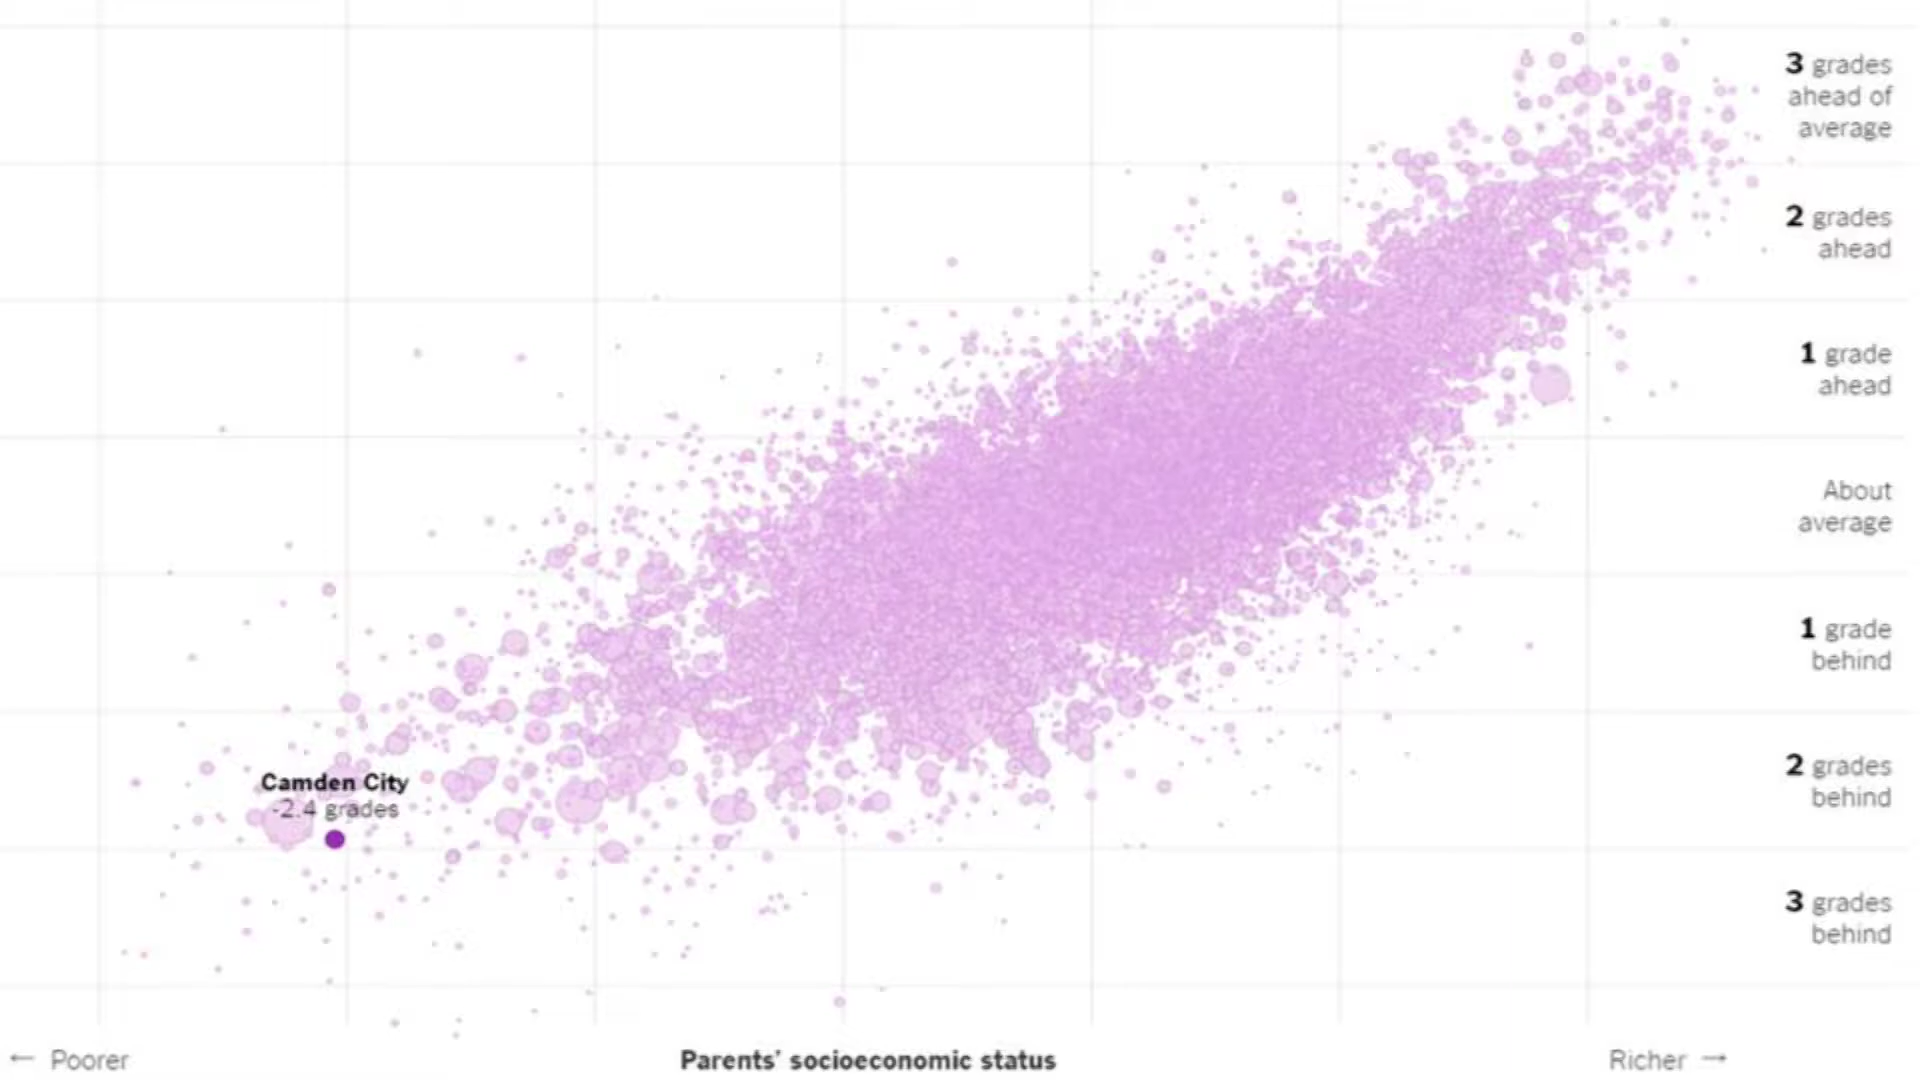 3 grades
ahead of
average
2 grades
ahead
1 grade
ahead
About
average
1 grade
behind
2 grades
behind
Camden City
-2.4 grades
3 grades
behind
← Poorer
Parents’ socioeconomic status
Richer →